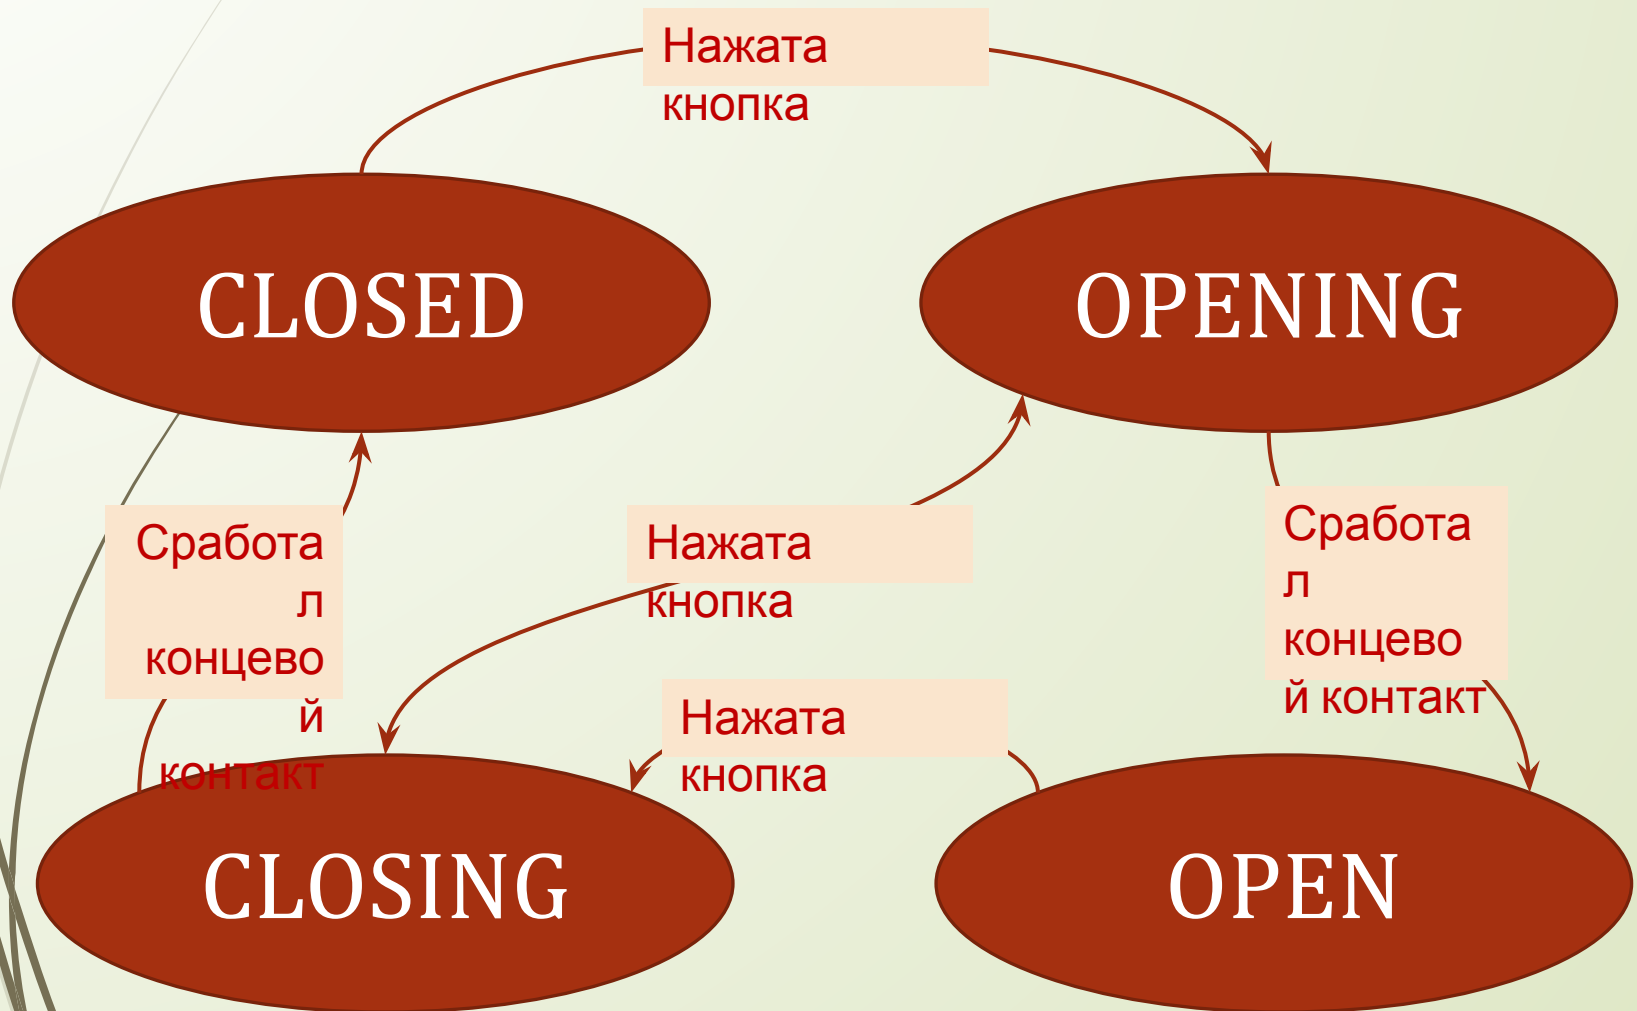 Нажата
кнопка
CLOSED
OPENING
Сработа
л
концево
й
контакт
Нажата
кнопка
Сработа
л
концево
й контакт
Нажата
кнопка
CLOSING
OPEN